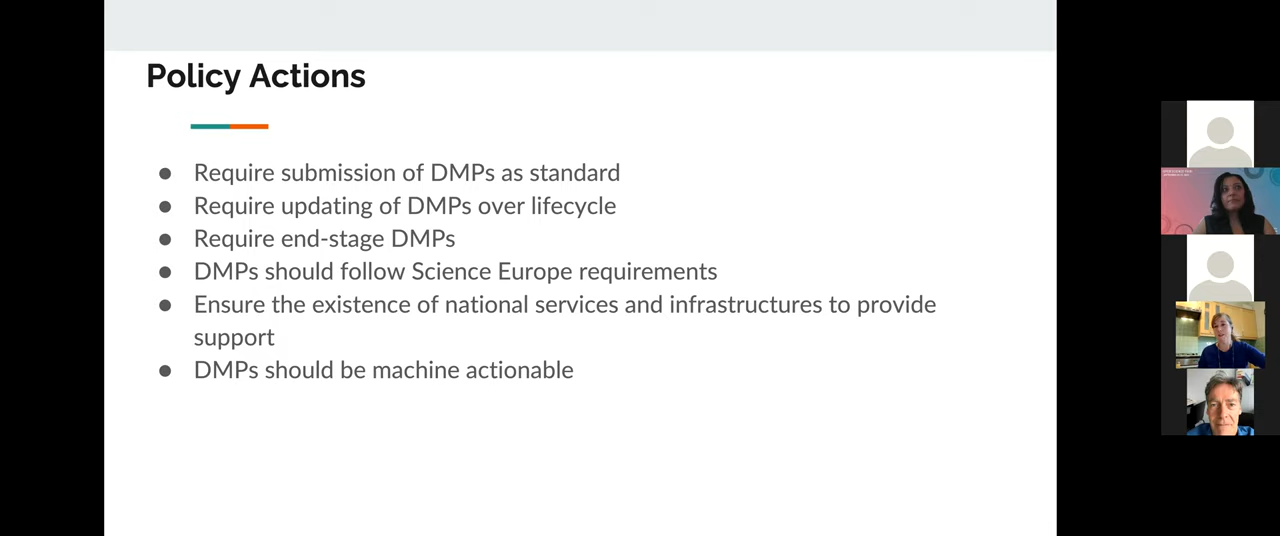 Policy Actions
● Require submission of DMPs as standard
● Require updating of DMPs over lifecycle
● Require end-stage DMPs
● DMPs should follow Science Europe requirements
● Ensure the existence of national services and infrastructures to provide
support
● DMPs should be machine actionable